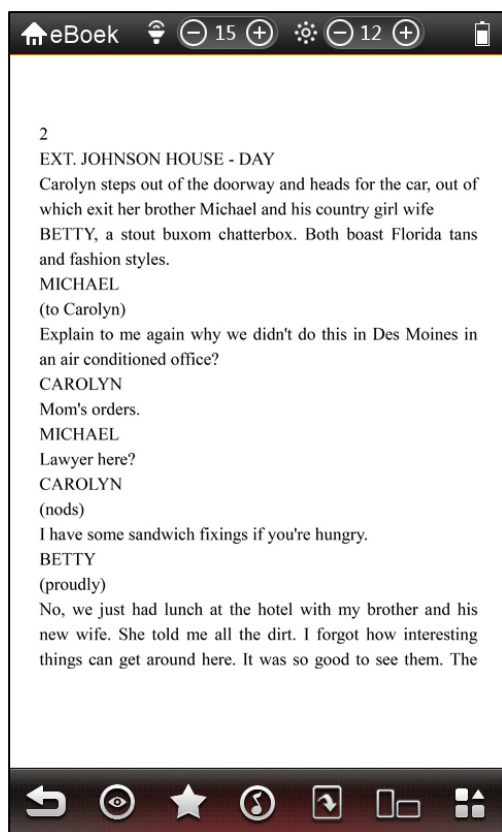 eBoek 15 12
2
EXT. JOHNSON HOUSE - DAY
Carolyn steps out of the doorway and heads for the car, out of
which exit her brother Michael and his country girl wife
BETTY, a stout buxom chatterbox. Both boast Florida tans
and fashion styles.
MICHAEL
(to Carolyn)
Explain to me again why we didn't do this in Des Moines in
an air conditioned office?
CAROLYN
Mom's orders.
MICHAEL
Lawyer here?
CAROLYN
(nods)
I have some sandwich fixings if you're hungry.
BETTY
(proudly)
No, we just had lunch at the hotel with my brother and his
new wife. She told me all the dirt. I forgot how interesting
things can get around here. It was so good to see them. The